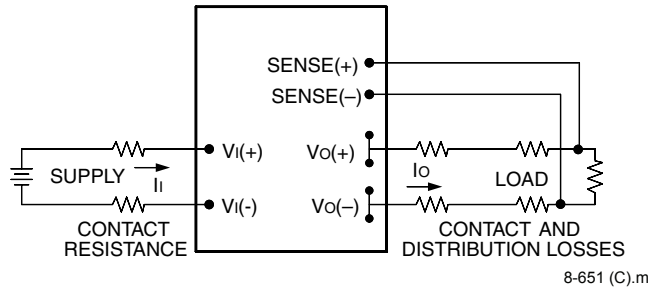 SENSE(+)
SENSE(–)
VI(+)
VO(+)
SUPPLY
II
IO
LOAD
VI(-)
VO(–)
CONTACT
RESISTANCE
CONTACT AND
DISTRIBUTION LOSSES
8-651 (C).m